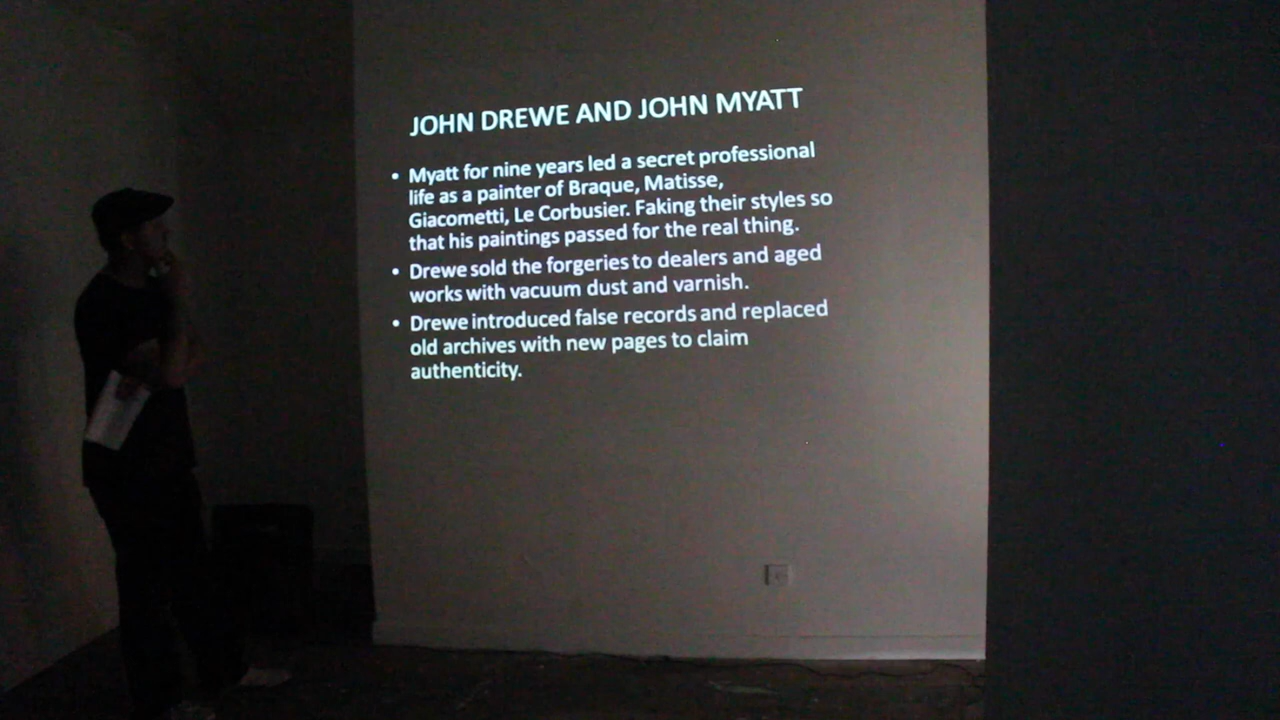 JOHN DREWE AND JOHN MYATT
• Myatt for nine years led a secret professional
life as a painter of Braque, Matisse,
Giacometti, Le Corbusier. Faking their styles so
that his paintings passed for the real thing.
• Drewe sold the forgeries to dealers and aged
works with vacuum dust and varnish.
• Drewe introduced false records and replaced
old archives with new pages to claim
authenticity.